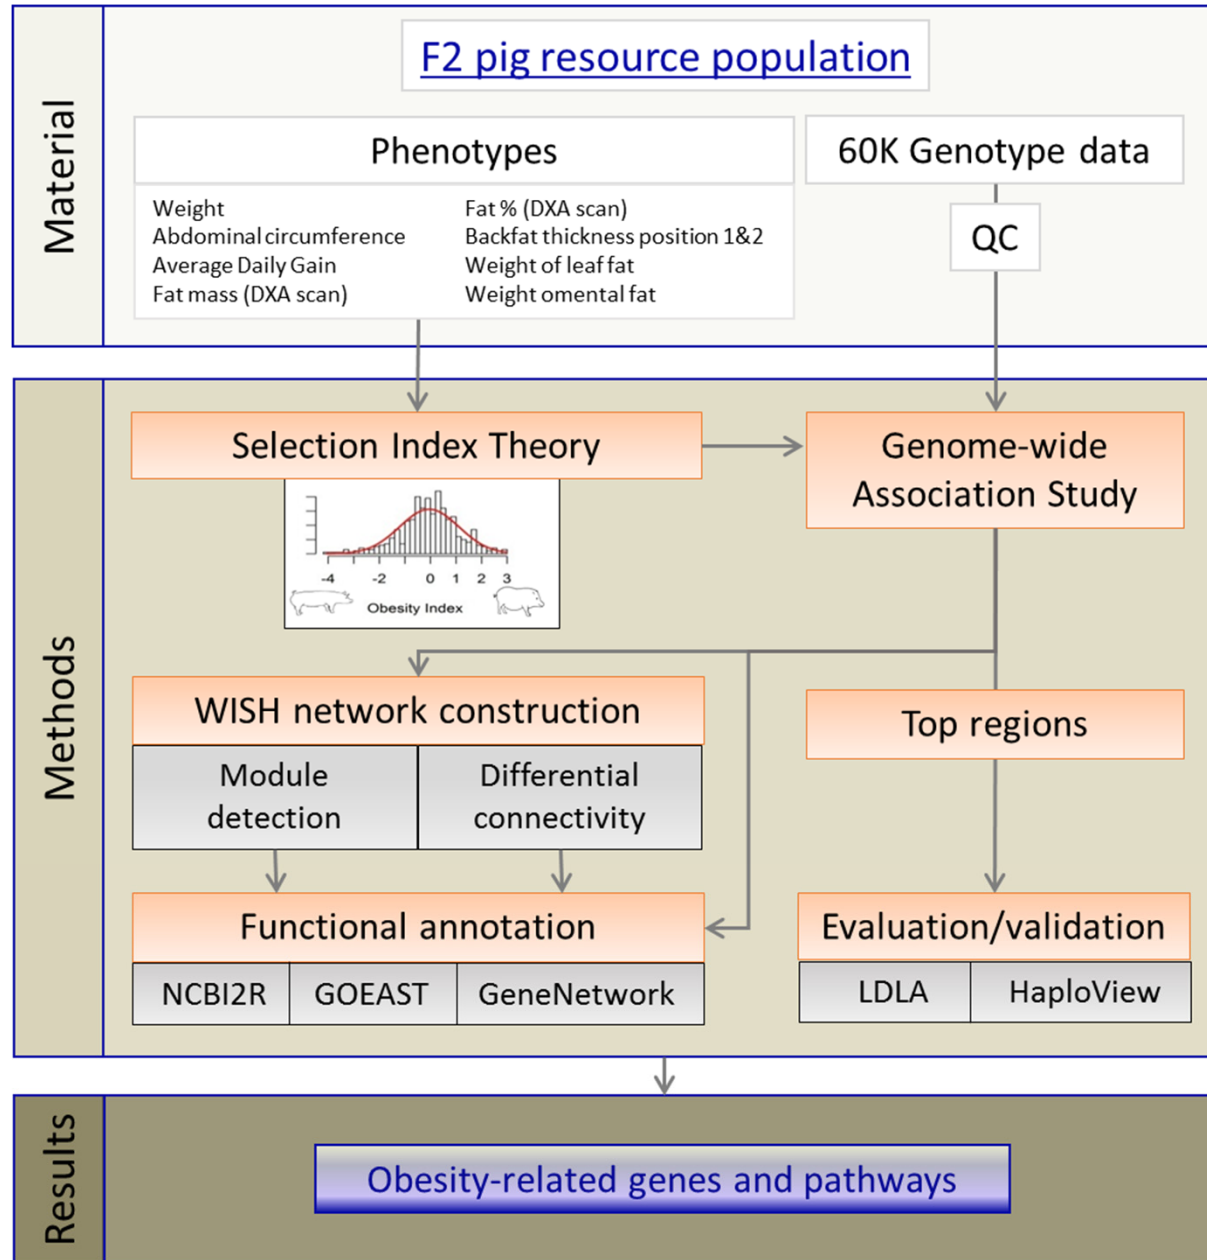 Material
F2 pig resource population
Phenotypes
Weight
Abdominal circumference
Average Daily Gain
Fat mass (DXA scan)
Fat % (DXA scan)
Backfat thickness position 1&2
Weight of leaf fat
Weight omental fat
60K Genotype data
QC
Methods
Selection Index Theory
-4 -2 0 1 2 3
Obesity Index
Genome-wide
Association Study
WISH network construction
Module
detection
Differential
connectivity
Top regions
Functional annotation
NCBI2R GOEAST GeneNetwork
Evaluation/validation
LDLA HaploView
Results
Obesity-related genes and pathways